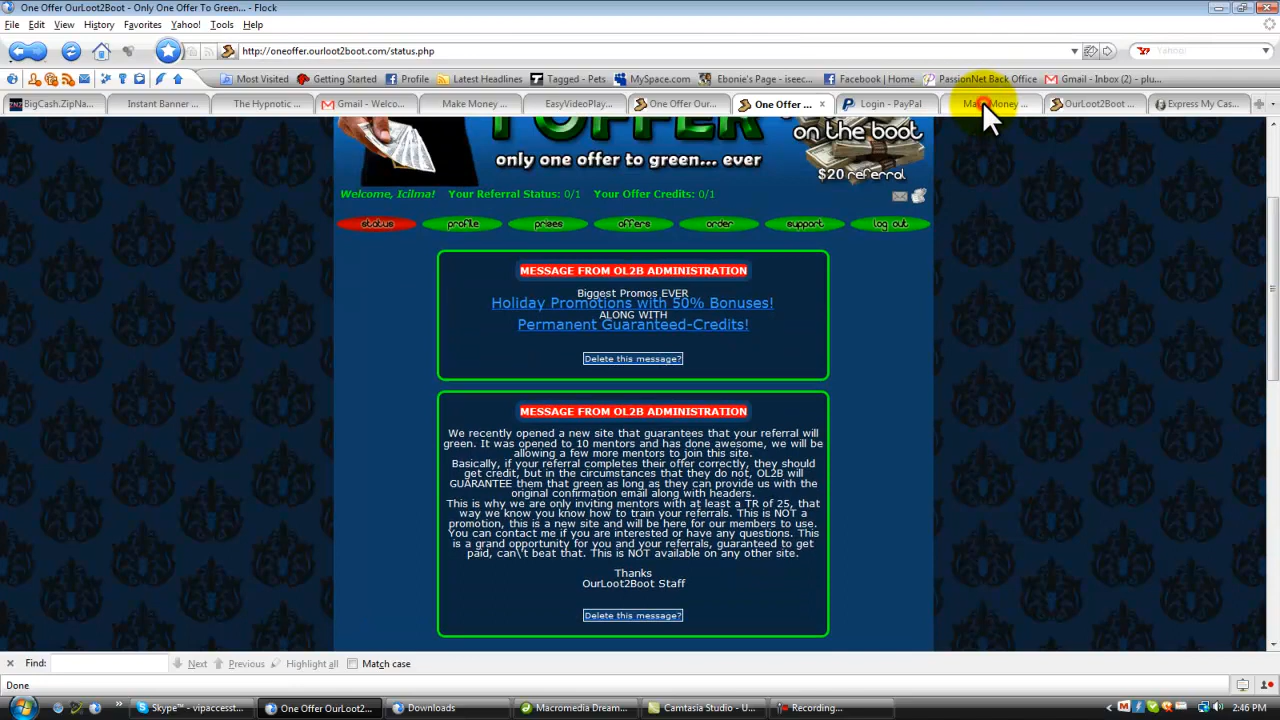 One Offer OurLoot2Boot - Only One Offer To Green... - Flock
File Edit View History Favorites Yahoo! Tools Help
http://oneoffer.ourloot2boot.com/status.php
Yahoo!
Most Visited Getting Started Profile Latest Headlines Tagged - Pets MySpace.com Ebonie's Page - iseec... Facebook | Home PassionNet Back Office Gmail - Inbox (2) - plu...
BigCash.ZipNa... Instant Banner ... The Hypnotic ... Gmail - Welco... Make Money ... EasyVideoPlay... One Offer Our... One Offer ... x Login - PayPal Make Money ... OurLoot2Boot ... Express My Cas...
1 OFFER
on the boot
only one offer to green... ever
$20 referral
Welcome, Icilma! Your Referral Status: 0/1 Your Offer Credits: 0/1
status profile prizes offers order support log out
MESSAGE FROM OL2B ADMINISTRATION
Biggest Promos EVER
Holiday Promotions with 50% Bonuses!
ALONG WITH
Permanent Guaranteed-Credits!
Delete this message?
MESSAGE FROM OL2B ADMINISTRATION
We recently opened a new site that guarantees that your referral will
green. It was opened to 10 mentors and has done awesome, we will be
allowing a few more mentors to join this site.
Basically, if your referral completes their offer correctly, they should
get credit, but in the circumstances that they do not, OL2B will
GUARANTEE them that green as long as they can provide us with the
original confirmation email along with headers.
This is why we are only inviting mentors with at least a TR of 25, that
way we know you know how to train your referrals. This is NOT a
promotion, this is a new site and will be here for our members to use.
You can contact me if you are interested or have any questions. This
is a grand opportunity for you and your referrals, guaranteed to get
paid, can\'t beat that. This is NOT available on any other site.
Thanks
OurLoot2Boot Staff
Delete this message?
Find: Next Previous Highlight all Match case
Done
Skype™ - vipaccesst... One Offer OurLoot2... Downloads Macromedia Dream... Camtasia Studio - U... Recording... 2:46 PM